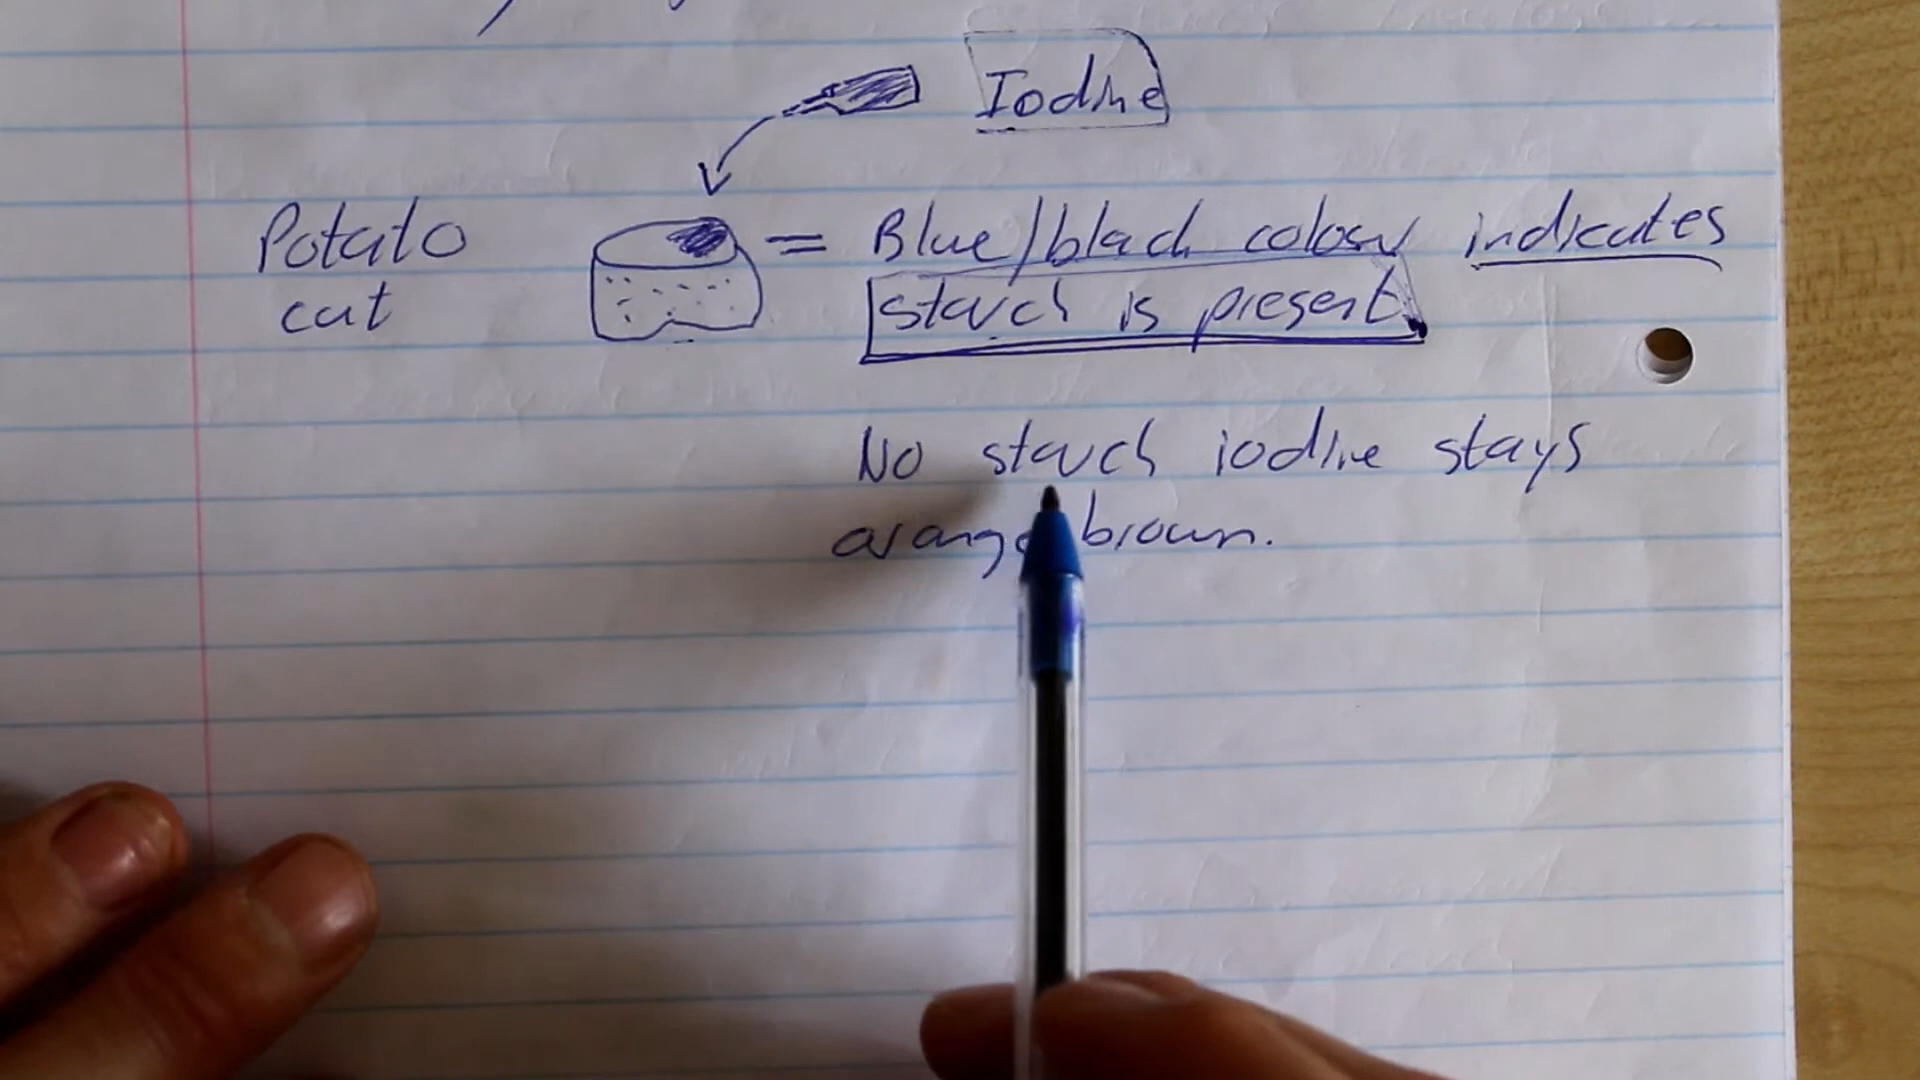 Iodine
Potato = Blue/black colour indicates
cut starch is present.
No starch iodine stays
orange brown.